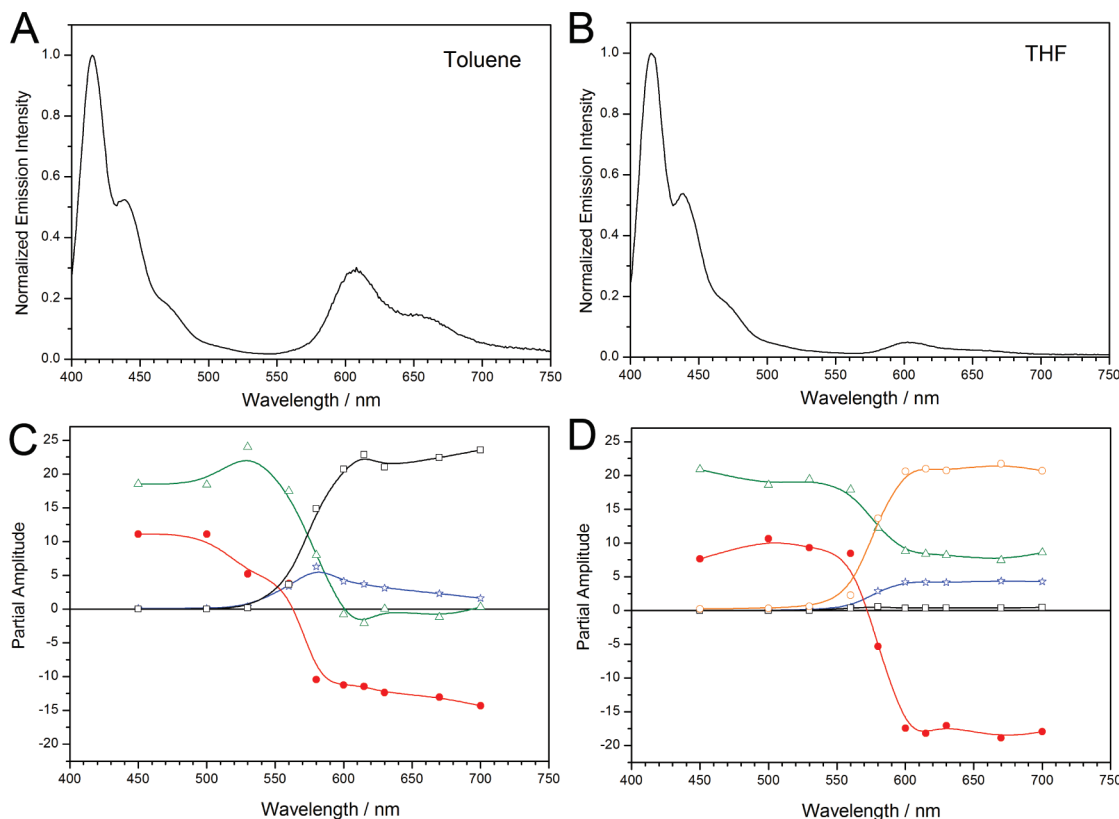 A
Toluene
Normalized Emission Intensity
1.0
0.8
0.6
0.4
0.2
0.0
400 450 500 550 600 650 700 750
Wavelength / nm
B
THF
Normalized Emission Intensity
1.0
0.8
0.6
0.4
0.2
0.0
400 450 500 550 600 650 700 750
Wavelength / nm
C
Partial Amplitude
25
20
15
10
5
0
-5
-10
-15
-20
400 450 500 550 600 650 700 750
Wavelength / nm
D
Partial Amplitude
25
20
15
10
5
0
-5
-10
-15
-20
400 450 500 550 600 650 700 750
Wavelength / nm